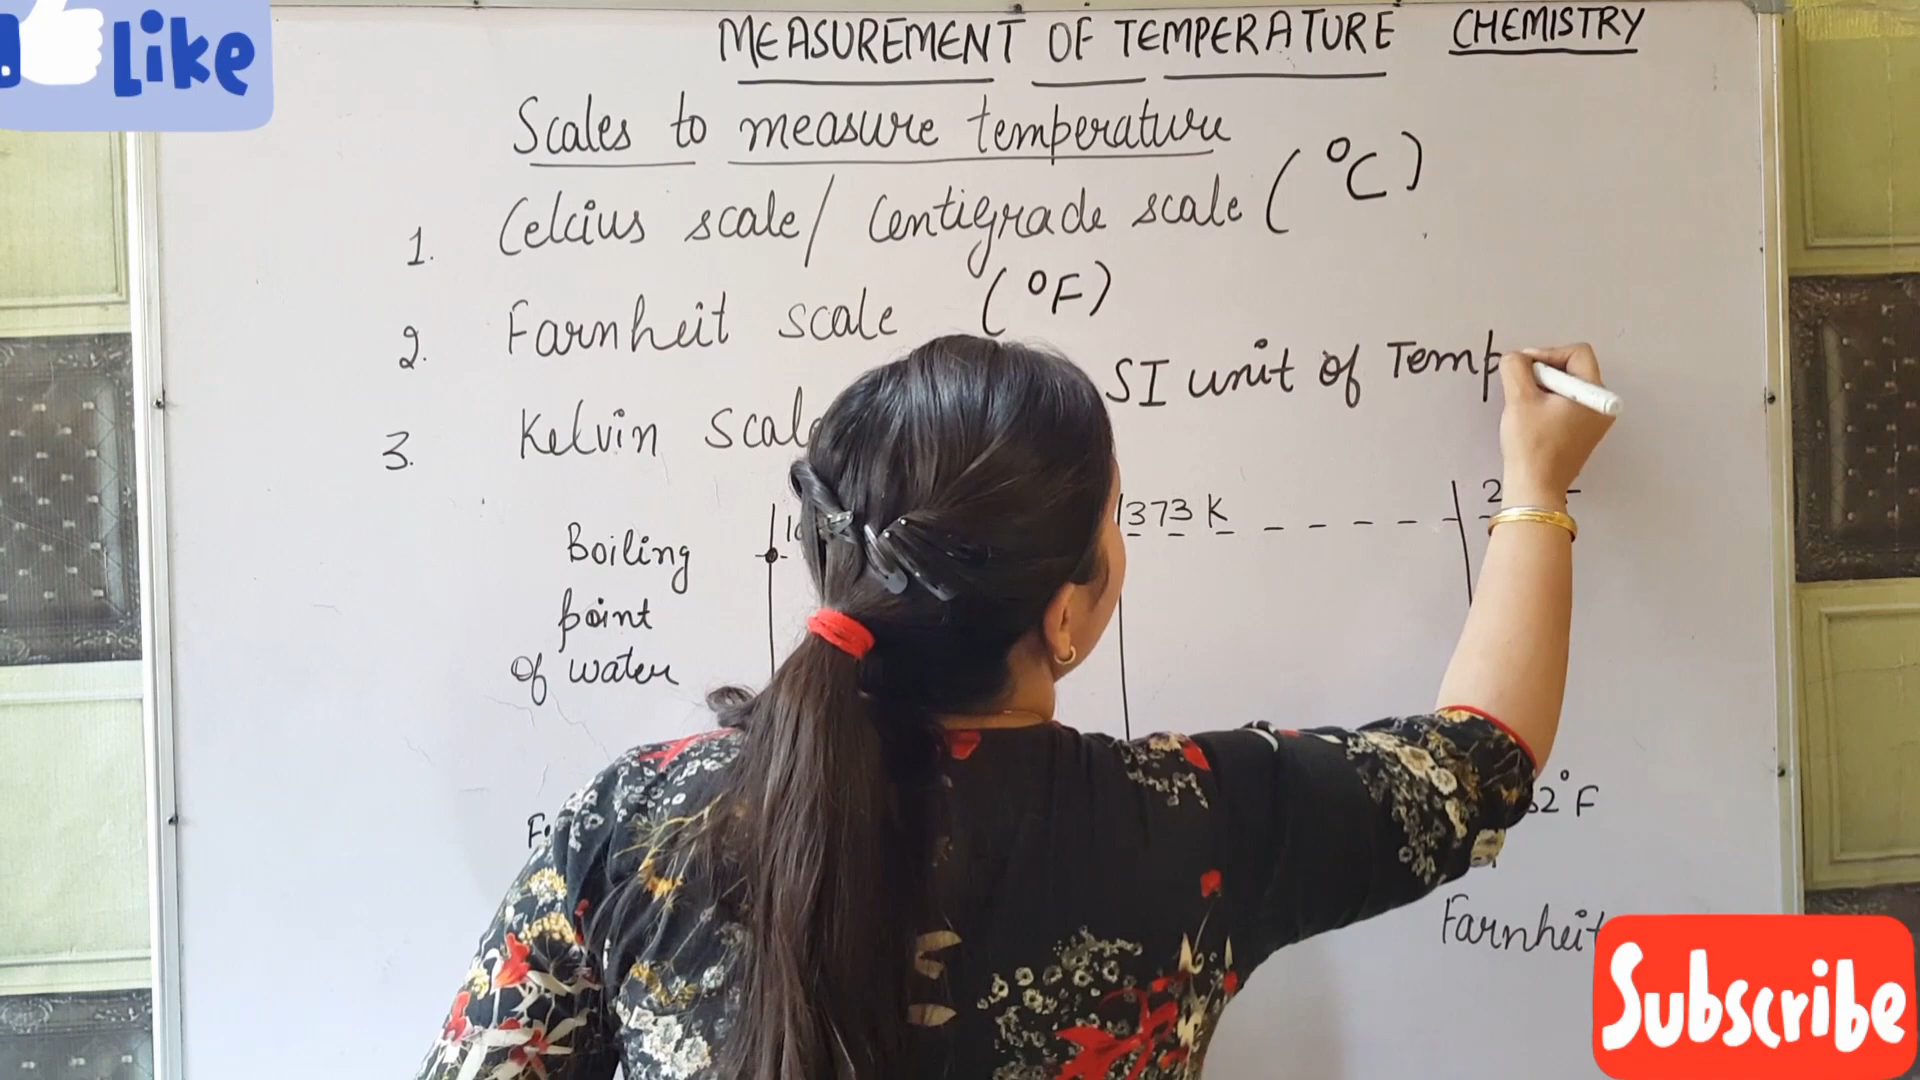 Like
MEASUREMENT OF TEMPERATURE CHEMISTRY
Scales to measure temperature
1. Celcius scale/ Centigrade scale (°C)
2. Farnheit scale (°F)
SI unit of Temp
3. Kelvin Scale
373 K
Boiling
point
of water
°F
Farnheit
Subscribe